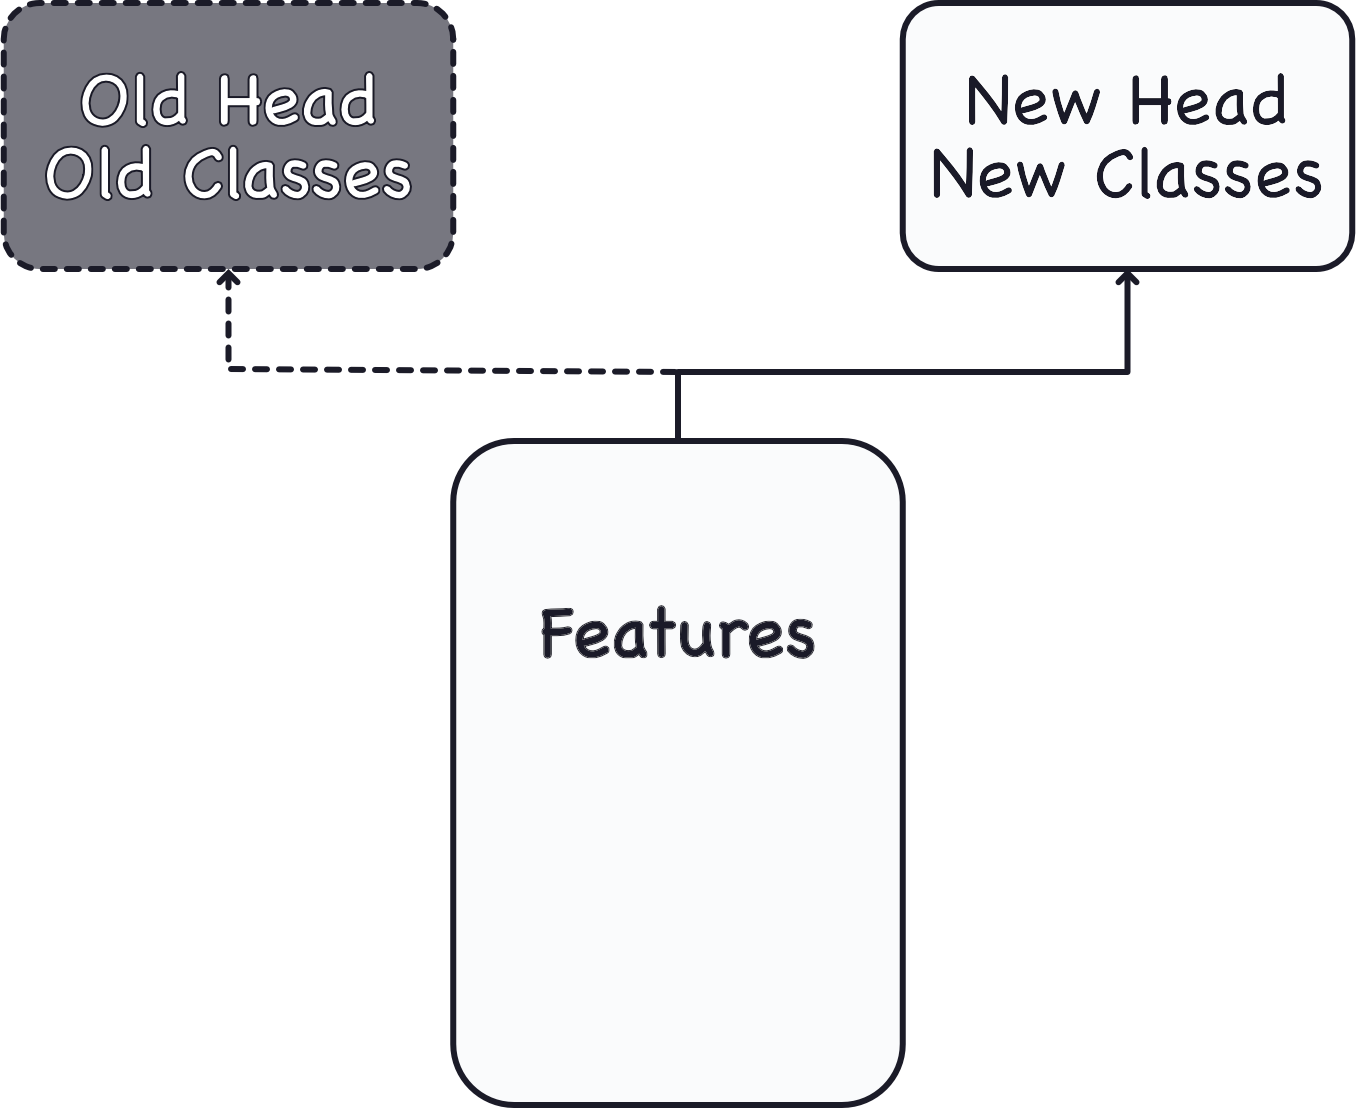 Old Head
Old Classes
New Head
New Classes
Features